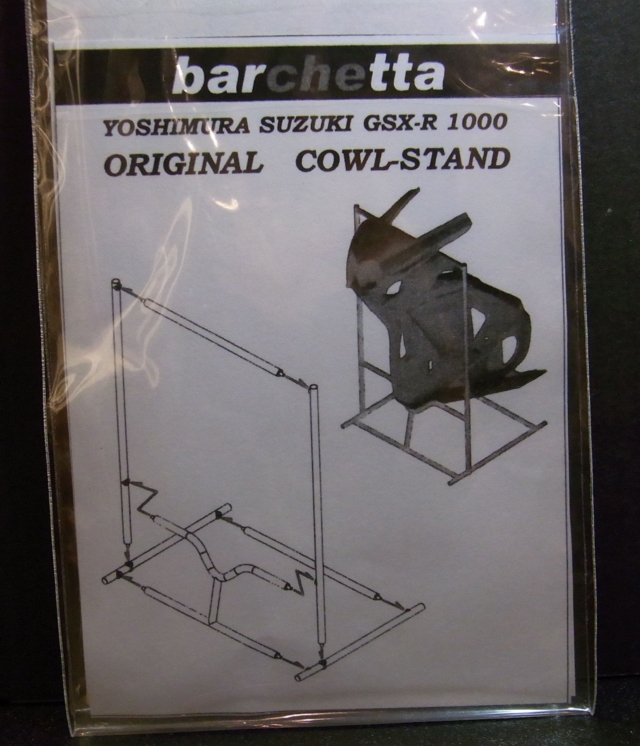 barchetta
YOSHIMURA SUZUKI GSX-R 1000
ORIGINAL COWL-STAND